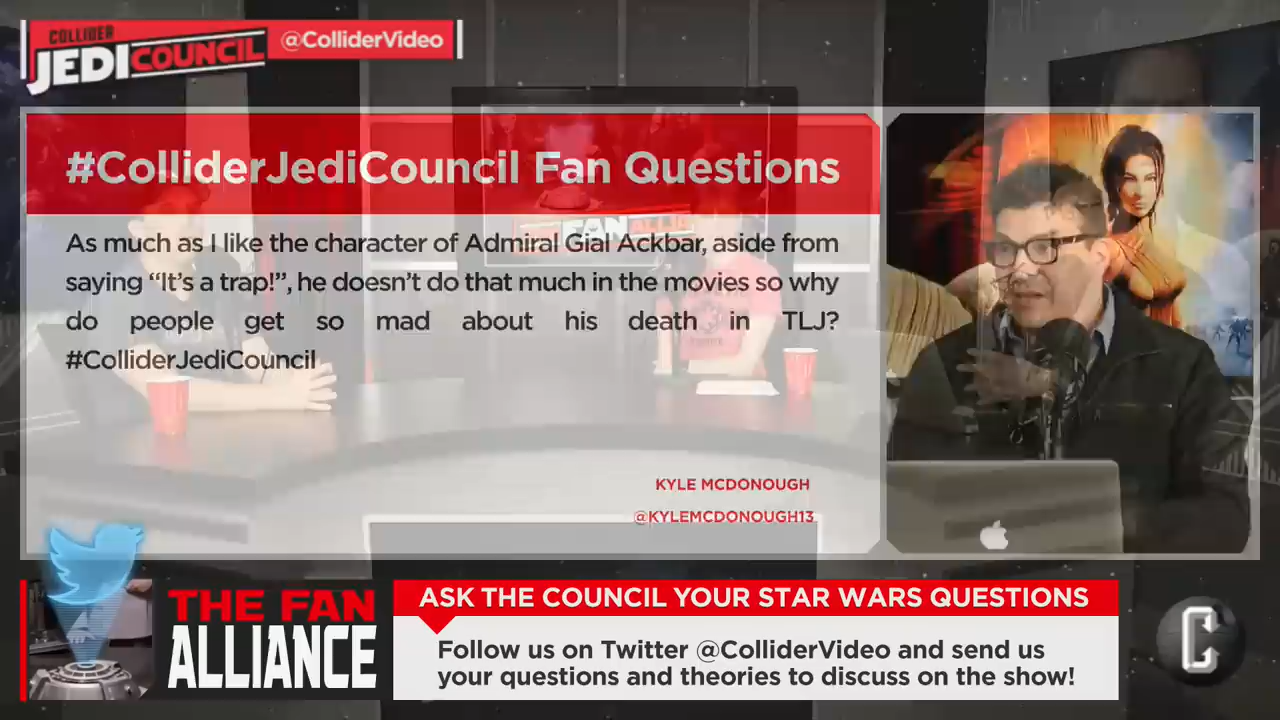 COLLIDER
JEDI COUNCIL
@ColliderVideo
#ColliderJediCouncil Fan Questions
As much as I like the character of Admiral Gial Ackbar, aside from
saying “It’s a trap!”, he doesn’t do that much in the movies so why
do people get so mad about his death in TLJ?
#ColliderJediCouncil
FAN ALLIA
KYLE MCDONOUGH
@KYLEMCDONOUGH13
THE FAN
ALLIANCE
ASK THE COUNCIL YOUR STAR WARS QUESTIONS
Follow us on Twitter @ColliderVideo and send us
your questions and theories to discuss on the show!